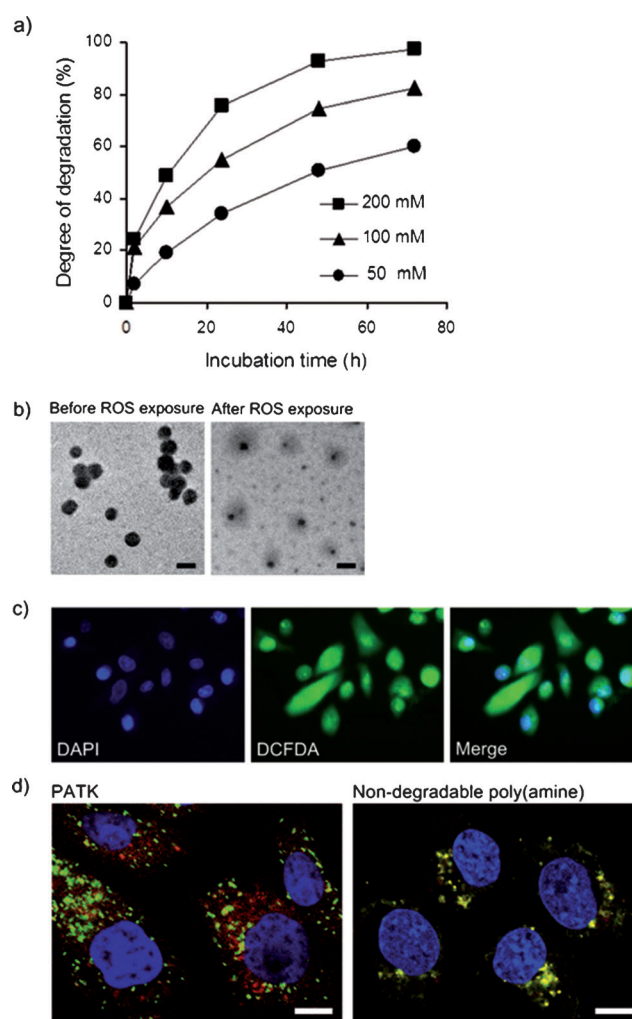 a)
100
80
60
40
20
0
Degree of degradation (%)
200 mM
100 mM
50 mM
0 20 40 60 80
Incubation time (h)
b)
Before ROS exposure After ROS exposure
c)
DAPI DCFDA Merge
d)
PATK Non-degradable poly(amine)